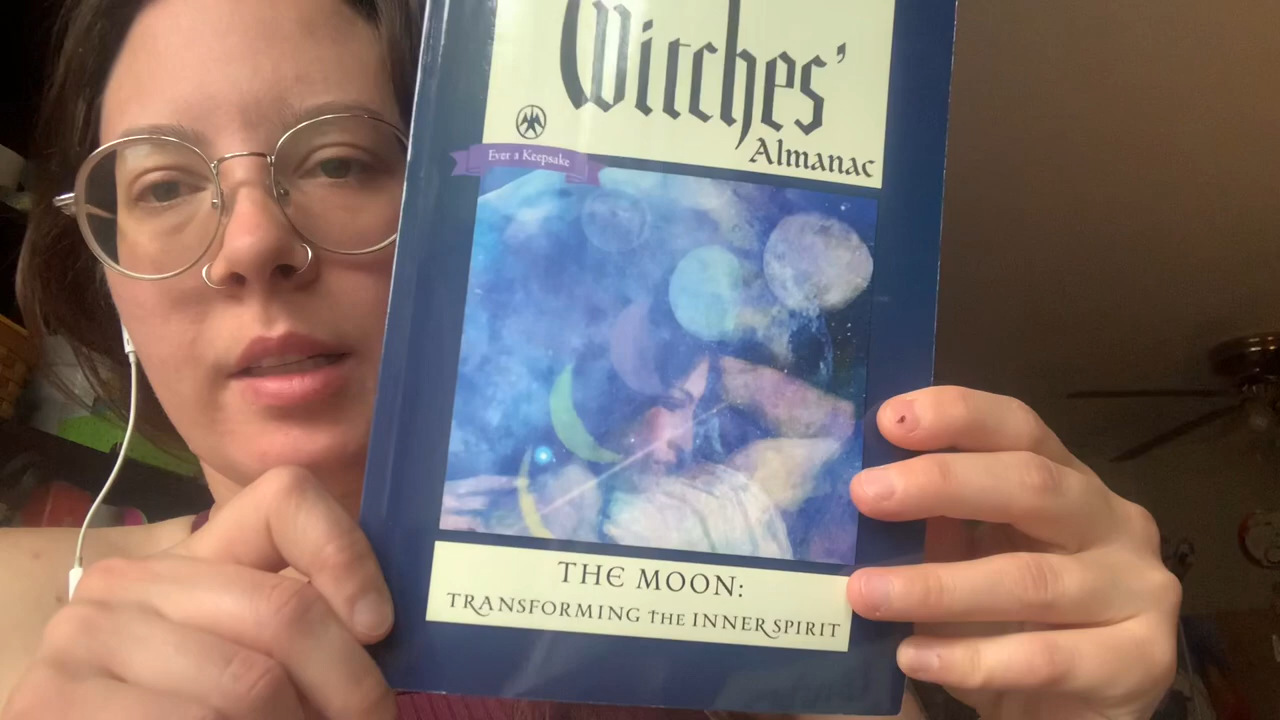 Witches'
Almanac
Ever a Keepsake
THE MOON:
TRANSFORMING THE INNER SPIRIT